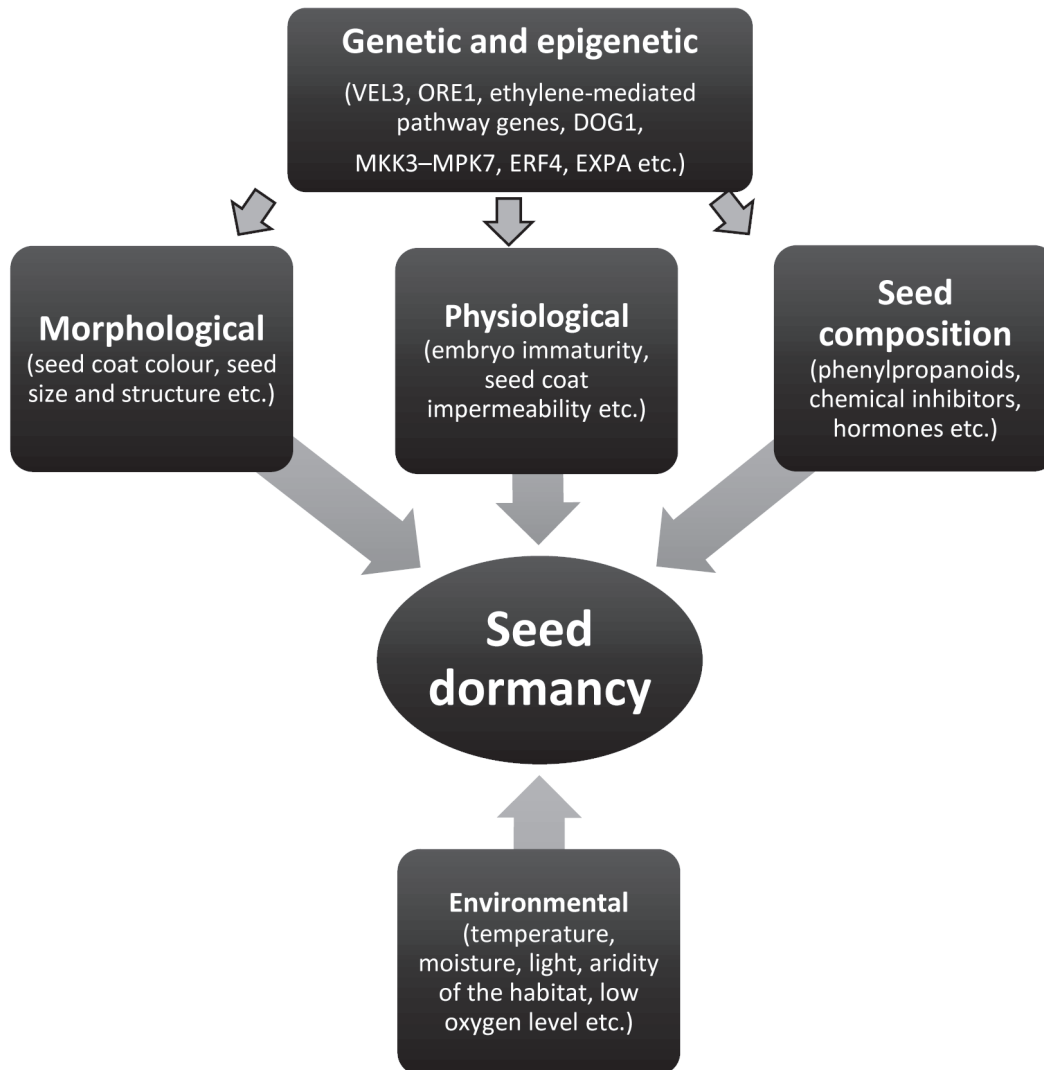 Genetic and epigenetic
(VEL3, ORE1, ethylene-mediated
pathway genes, DOG1,
MKK3–MPK7, ERF4, EXPA etc.)
Morphological
(seed coat colour, seed
size and structure etc.)
Physiological
(embryo immaturity,
seed coat
impermeability etc.)
Seed
composition
(phenylpropanoids,
chemical inhibitors,
hormones etc.)
Seed
dormancy
Environmental
(temperature,
moisture, light, aridity
of the habitat, low
oxygen level etc.)